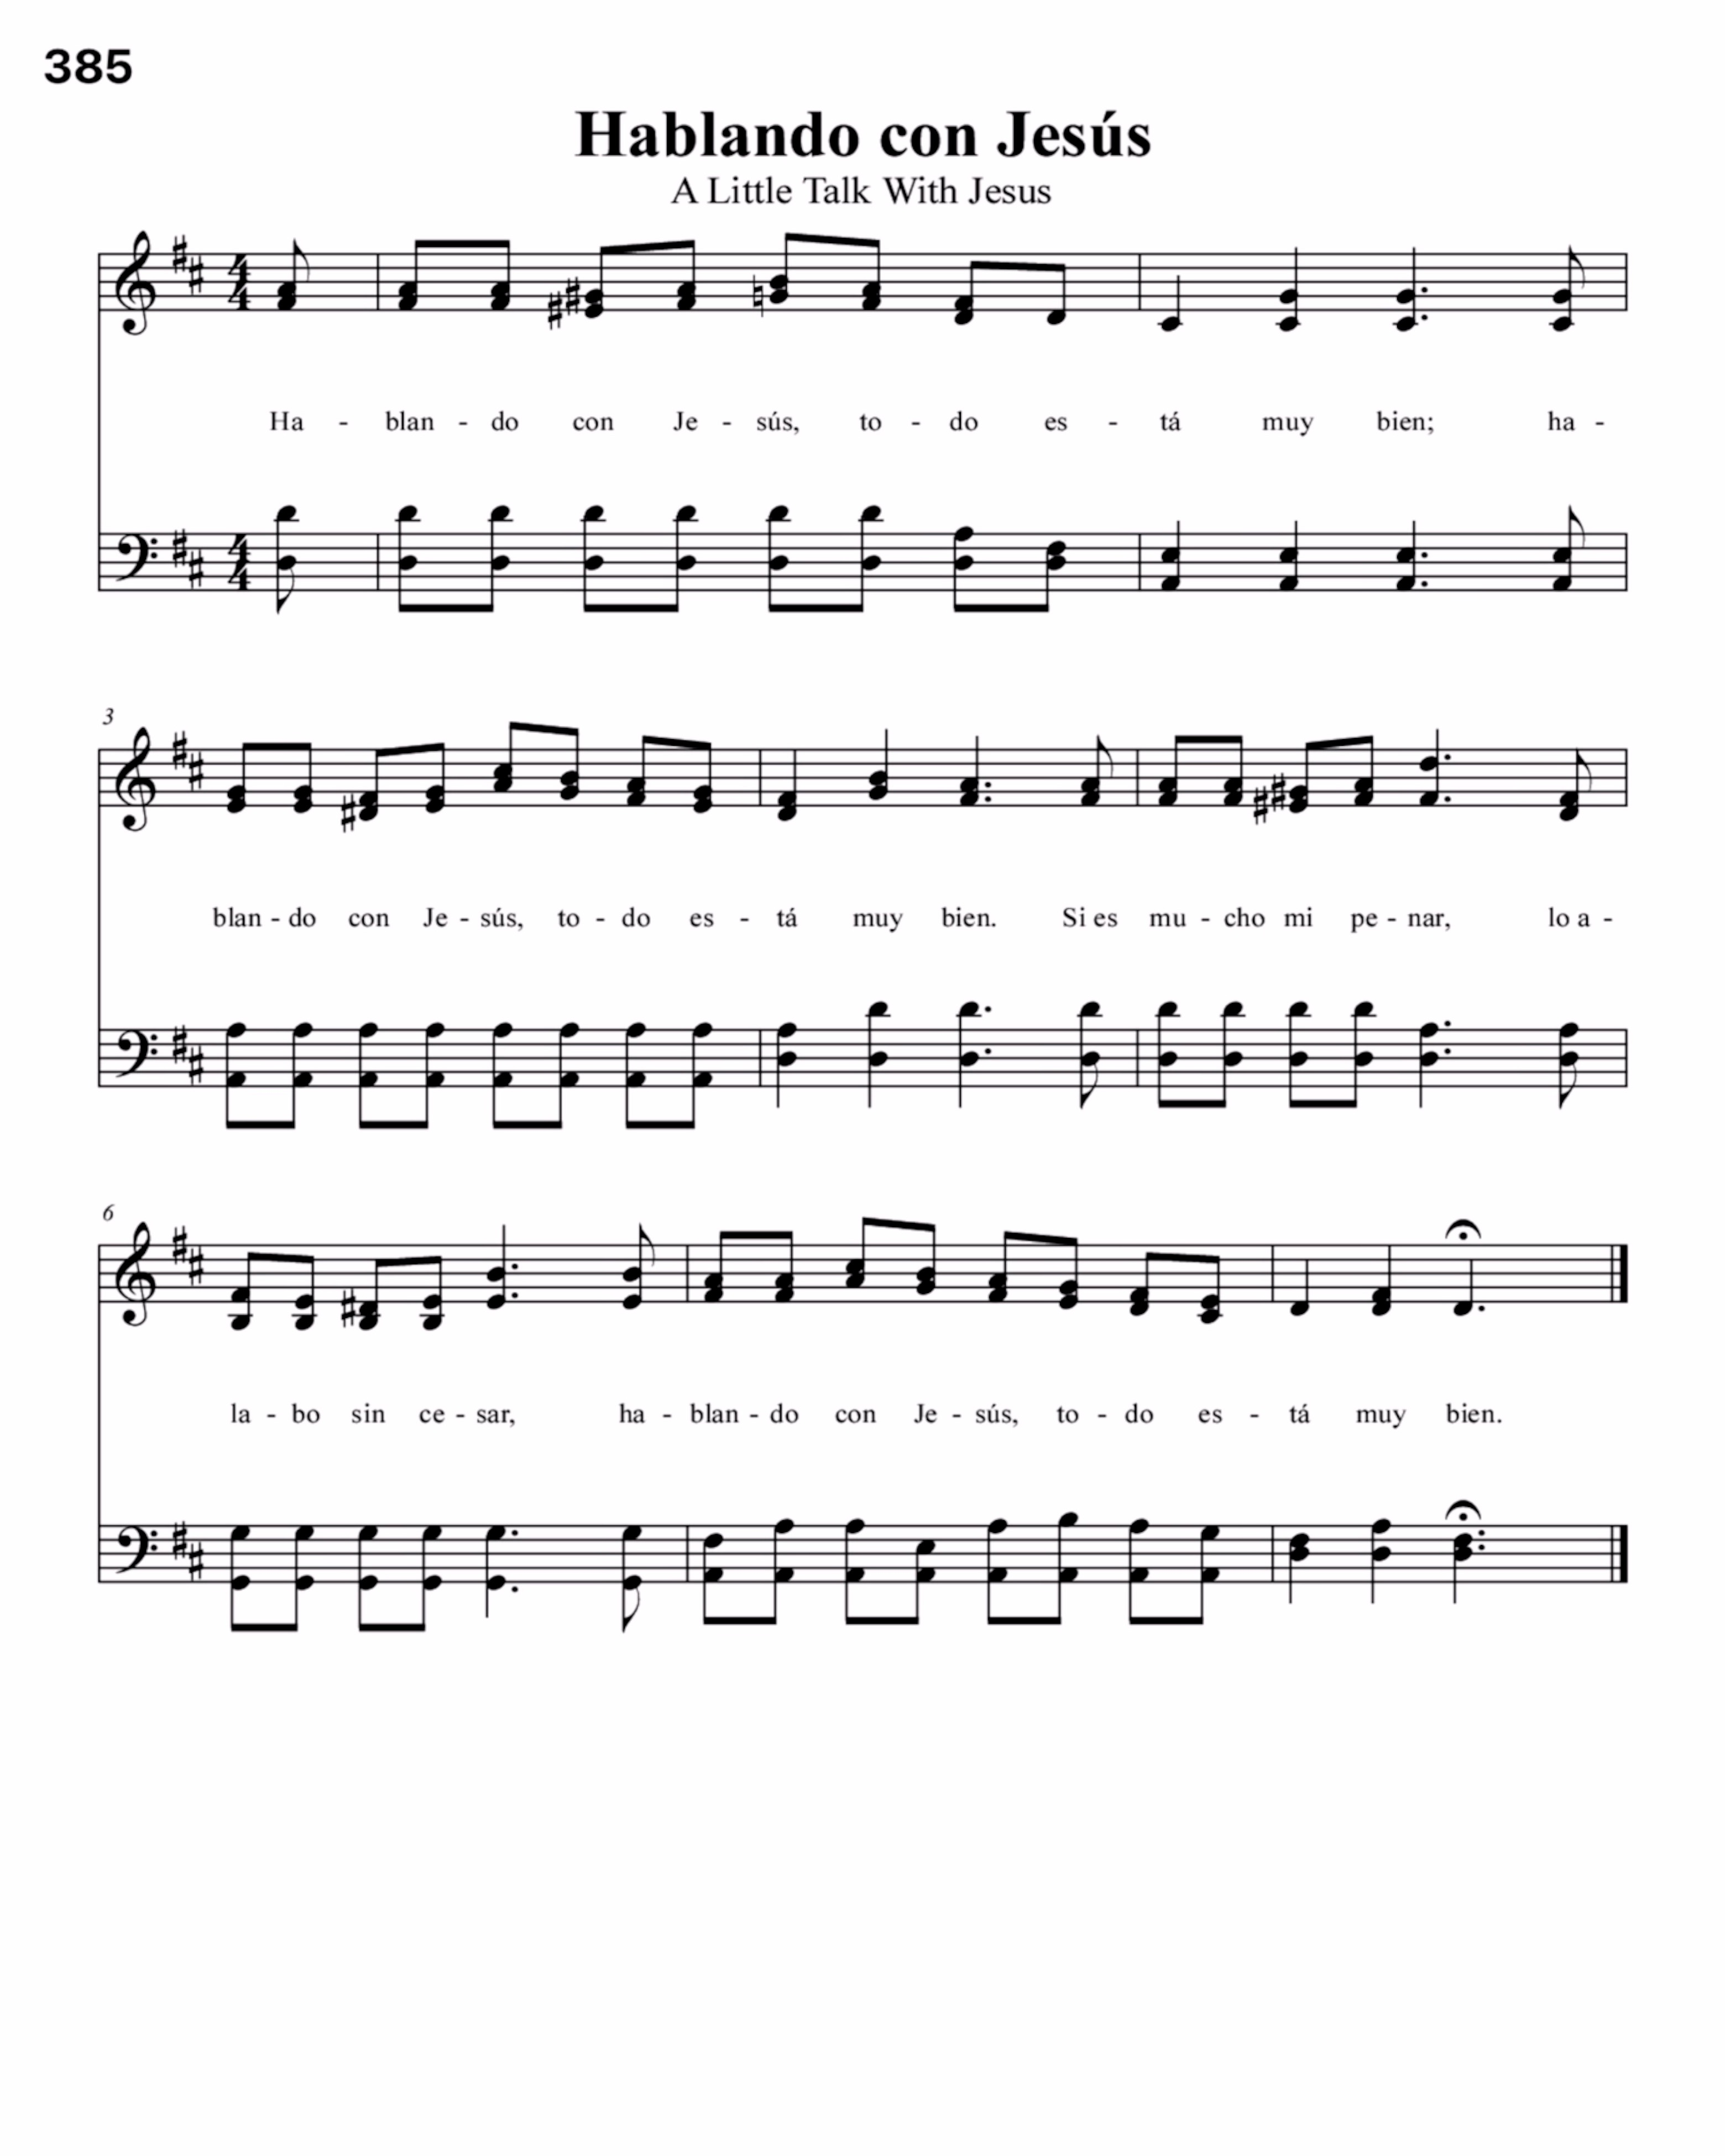 385
Hablando con Jesús
A Little Talk With Jesus
Ha - blan - do con Je - sús, to - do es - tá muy bien; ha -
3
blan - do con Je - sús, to - do es - tá muy bien. Si es mu - cho mi pe - nar, lo a -
6
la - bo sin ce - sar, ha - blan - do con Je - sús, to - do es - tá muy bien.